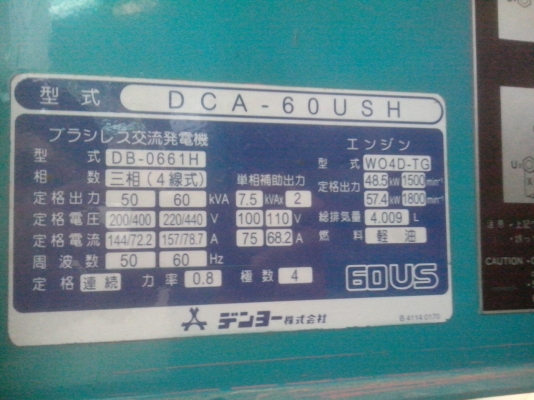 型式 DCA-60USH
ブラシレス交流発電機
型式 DB-0661H
相数 三相(4線式) 単相補助出力
定格出力 50 60 kVA 7.5 kVA× 2
定格電圧 200/400 220/440 V 100 110 V
定格電流 144/72.2 157/78.7 A 75 68.2 A
周波数 50 60 Hz
定格 連続 力率 0.8 極数 4
エンジン
型式 WO4D-TG
定格出力 48.5 kW 1500 min⁻¹
57.4 kW 1800 min⁻¹
総排気量 4.009 L
燃料 軽油
60US
デンヨー株式会社
B 4114 0170
注意
CAUTION